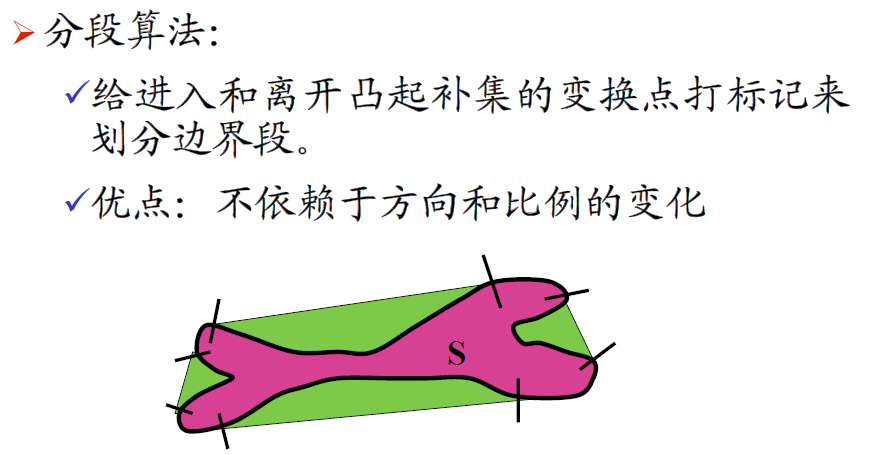 分段算法：
给进入和离开凸起补集的变换点打标记来
划分边界段。
优点：不依赖于方向和比例的变化
S